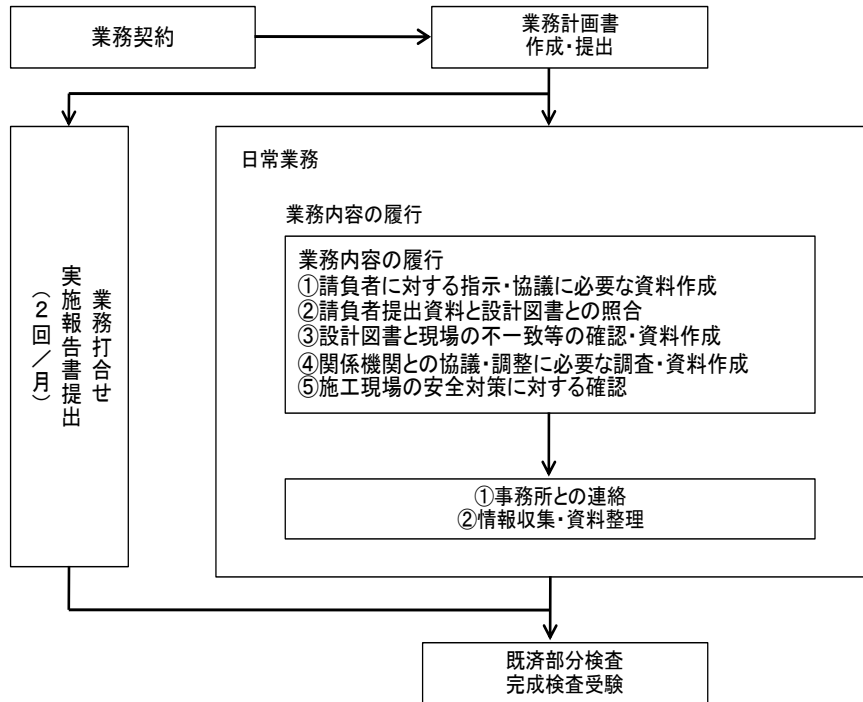 業務契約
業務計画書
作成・提出
業務打合せ
実施報告書提出
（２回／月）
日常業務
業務内容の履行
業務内容の履行
①請負者に対する指示・協議に必要な資料作成
②請負者提出資料と設計図書との照合
③設計図書と現場の不一致等の確認・資料作成
④関係機関との協議・調整に必要な調査・資料作成
⑤施工現場の安全対策に対する確認
①事務所との連絡
②情報収集・資料整理
既済部分検査
完成検査受験